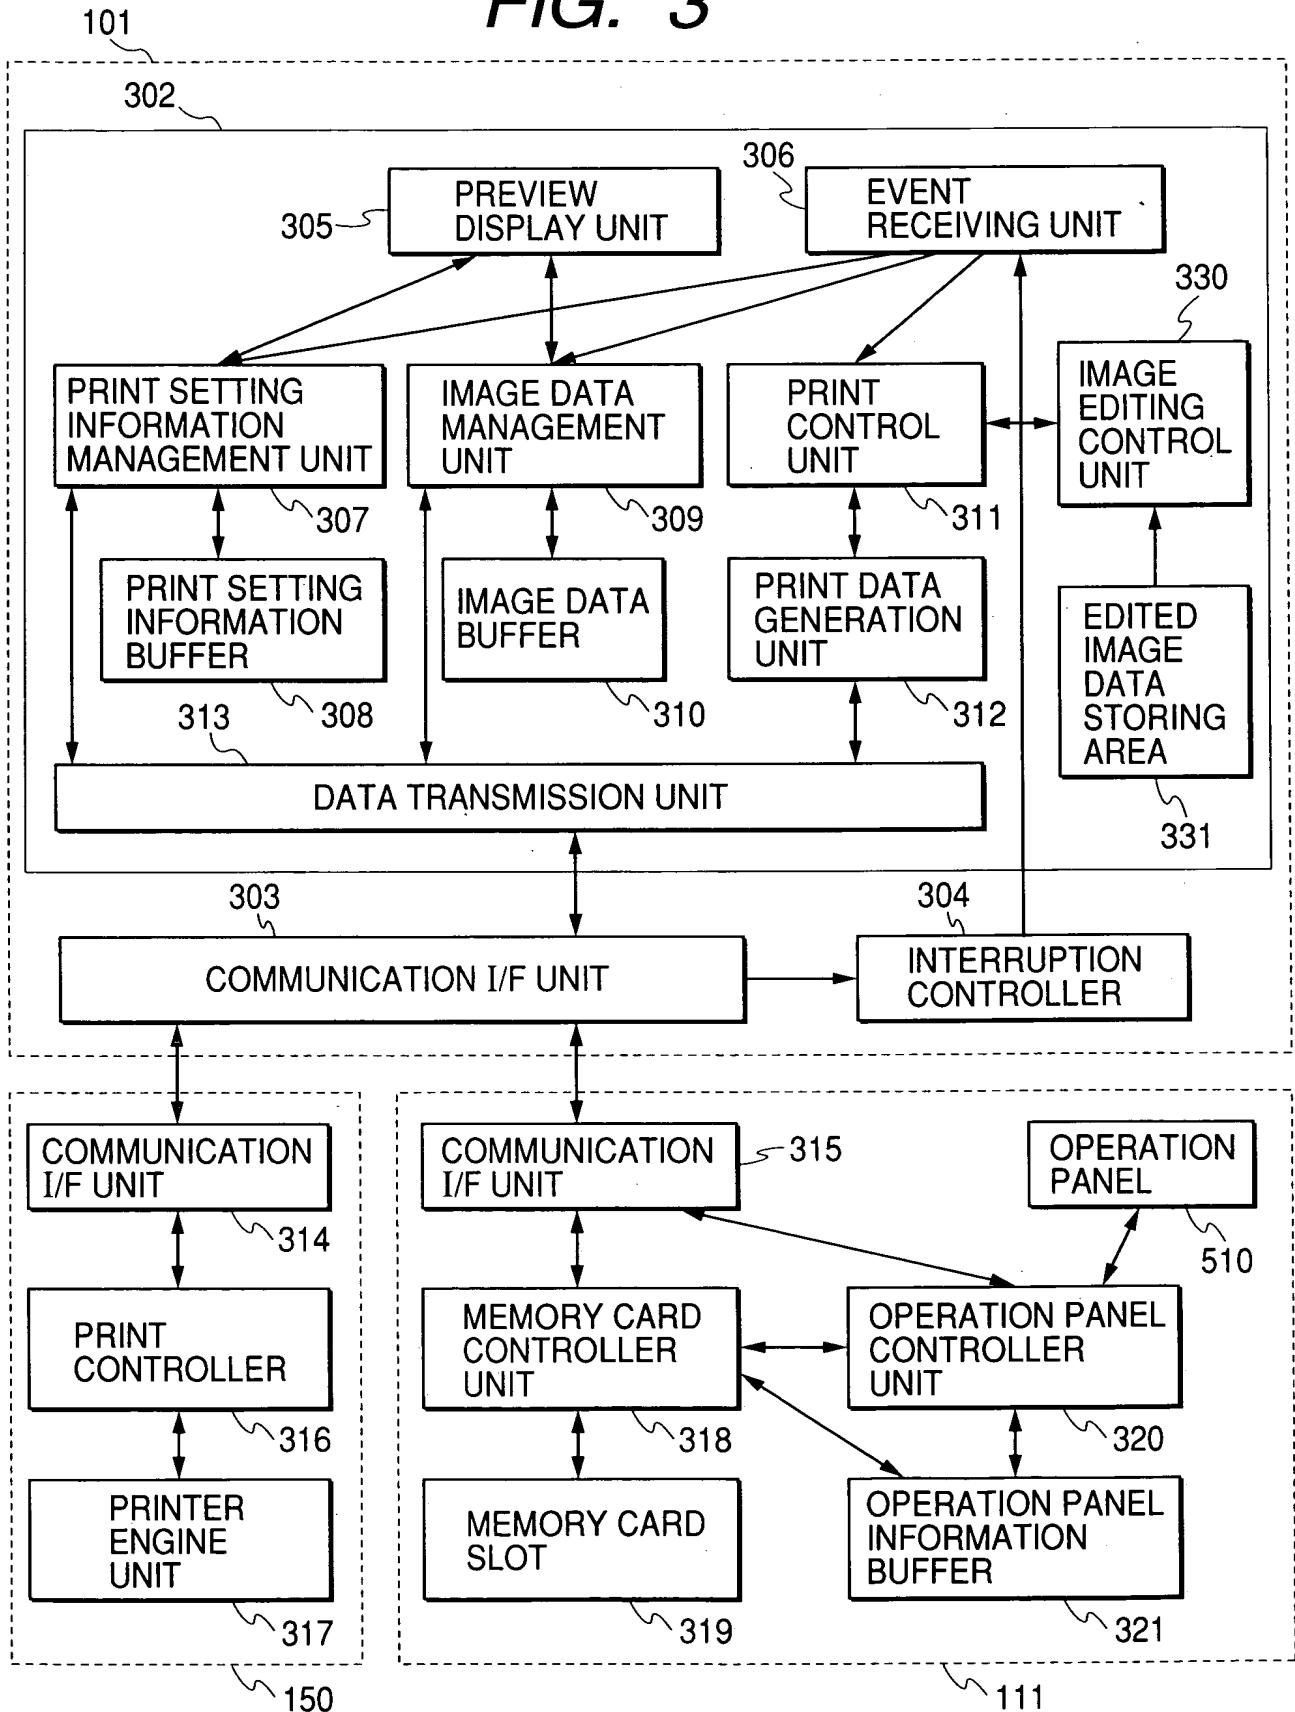 FIG. 3
101
302
306
PREVIEW
DISPLAY UNIT
305
EVENT
RECEIVING UNIT
330
PRINT SETTING
INFORMATION
MANAGEMENT UNIT
307
IMAGE DATA
MANAGEMENT
UNIT
309
PRINT
CONTROL
UNIT
311
IMAGE
EDITING
CONTROL
UNIT
PRINT SETTING
INFORMATION
BUFFER
308
IMAGE DATA
BUFFER
310
PRINT DATA
GENERATION
UNIT
312
EDITED
IMAGE
DATA
STORING
AREA
331
313
DATA TRANSMISSION UNIT
303
COMMUNICATION I/F UNIT
304
INTERRUPTION
CONTROLLER
COMMUNICATION
I/F UNIT
314
PRINT
CONTROLLER
316
PRINTER
ENGINE
UNIT
317
150
COMMUNICATION
I/F UNIT
315
OPERATION
PANEL
510
MEMORY CARD
CONTROLLER
UNIT
318
OPERATION PANEL
CONTROLLER
UNIT
320
MEMORY CARD
SLOT
319
OPERATION PANEL
INFORMATION
BUFFER
321
111